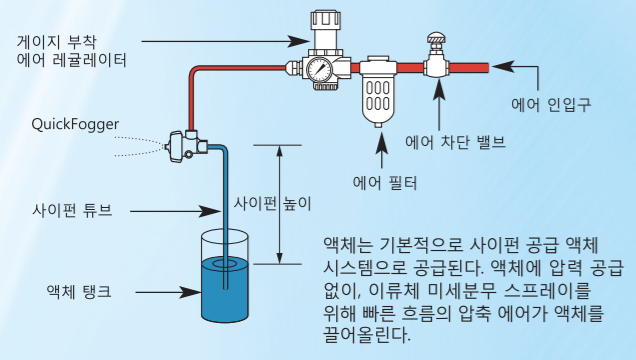 게이지 부착
에어 레귤레이터
에어 인입구
QuickFogger
에어 차단 밸브
에어 필터
사이펀 튜브
사이펀 높이
액체 탱크
액체는 기본적으로 사이펀 공급 액체
시스템으로 공급된다. 액체에 압력 공급
없이, 이류체 미세분무 스프레이를
위해 빠른 흐름의 압축 에어가 액체를
끌어올린다.